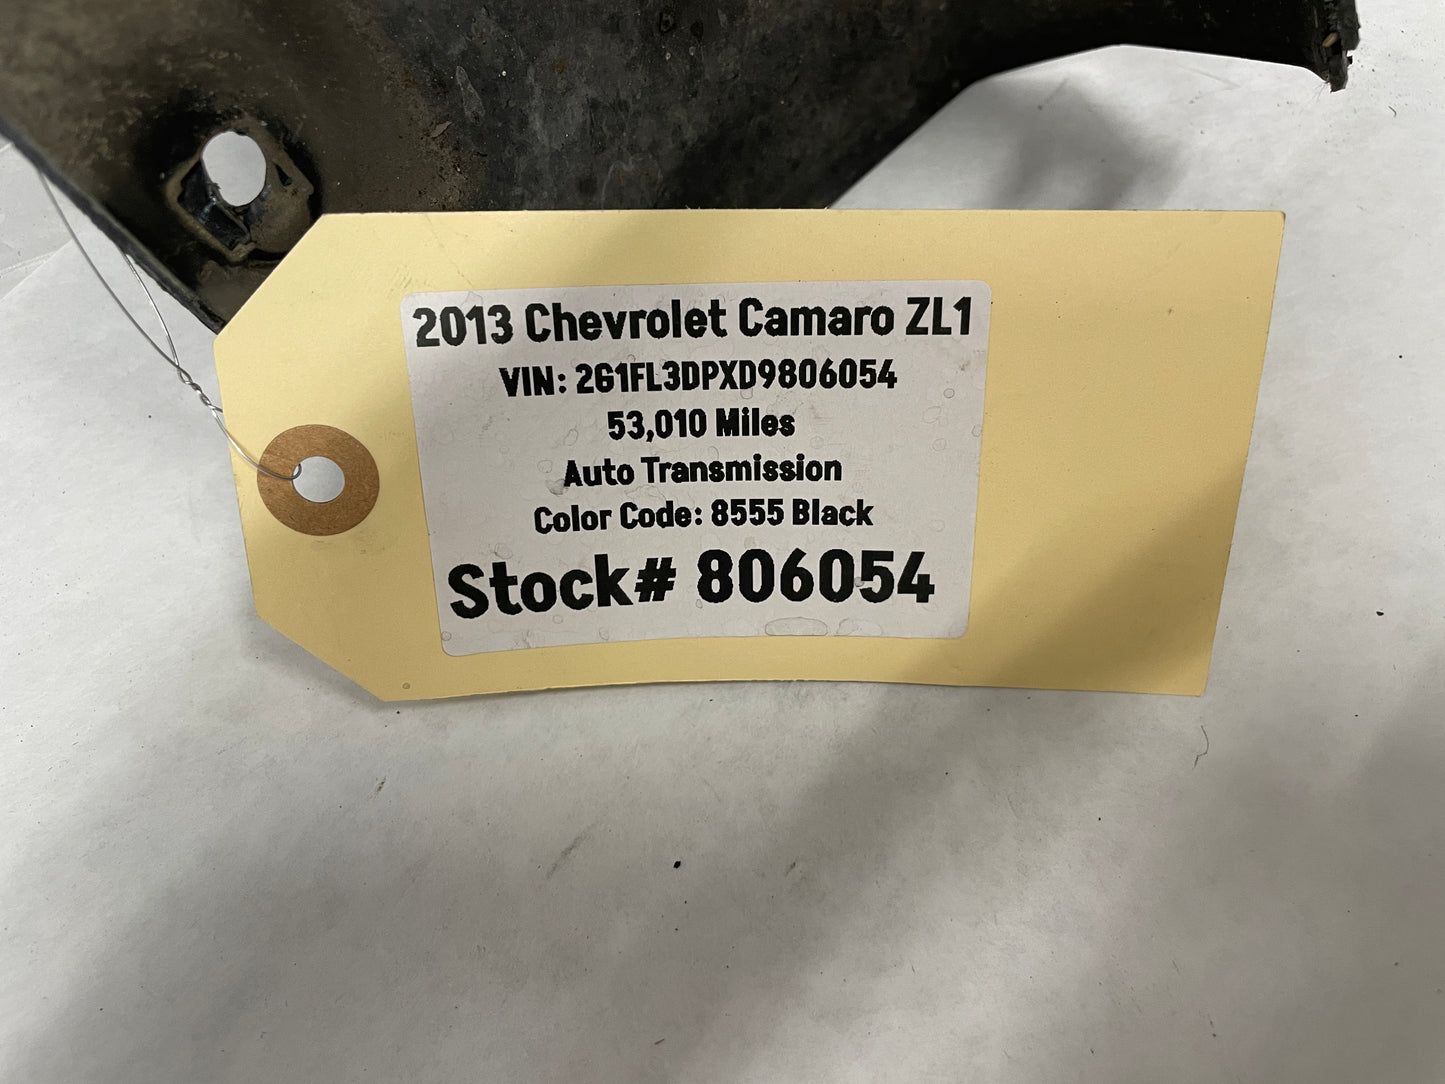 2013 Chevrolet Camaro ZL1
VIN: 2G1FL3DPXD9806054
53,010 Miles
Auto Transmission
Color Code: 8555 Black
Stock# 806054